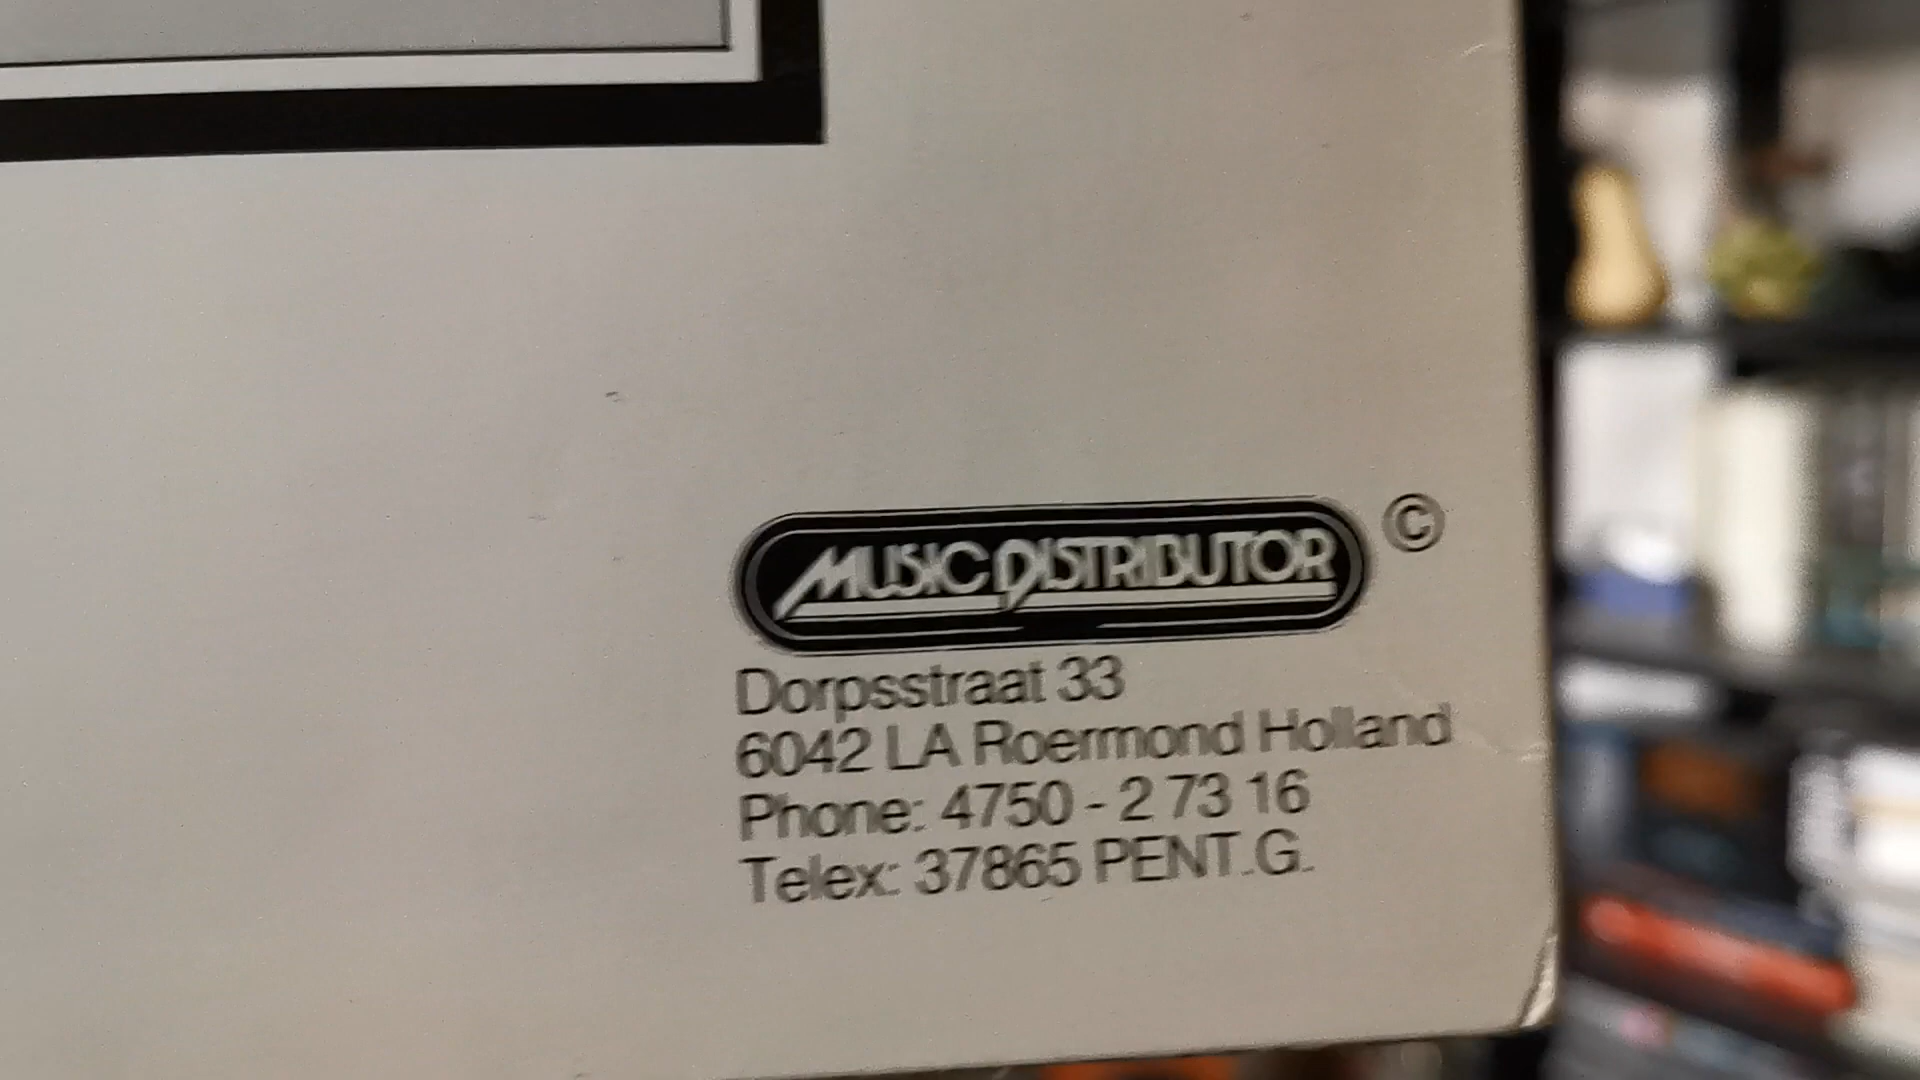 MUSIC DISTRIBUTOR ©
Dorpsstraat 33
6042 LA Roermond Holland
Phone: 4750 - 2 73 16
Telex: 37865 PENT.G.